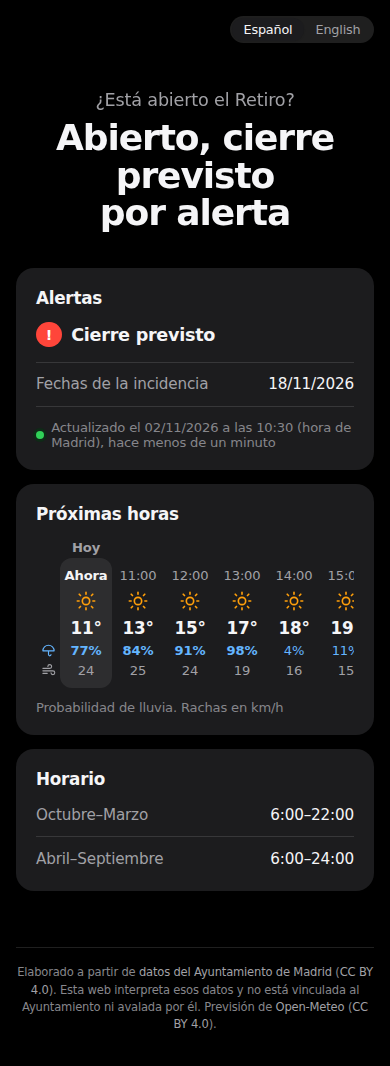 Español English
¿Está abierto el Retiro?
Abierto, cierre
previsto
por alerta
Alertas
! Cierre previsto
Fechas de la incidencia 18/11/2026
Actualizado el 02/11/2026 a las 10:30 (hora de
Madrid), hace menos de un minuto
Próximas horas
Hoy
Ahora 11:00 12:00 13:00 14:00 15:0
11° 13° 15° 17° 18° 19
77% 84% 91% 98% 4% 11%
24 25 24 19 16 15
Probabilidad de lluvia. Rachas en km/h
Horario
Octubre–Marzo 6:00–22:00
Abril–Septiembre 6:00–24:00
Elaborado a partir de datos del Ayuntamiento de Madrid (CC BY
4.0). Esta web interpreta esos datos y no está vinculada al
Ayuntamiento ni avalada por él. Previsión de Open-Meteo (CC
BY 4.0).